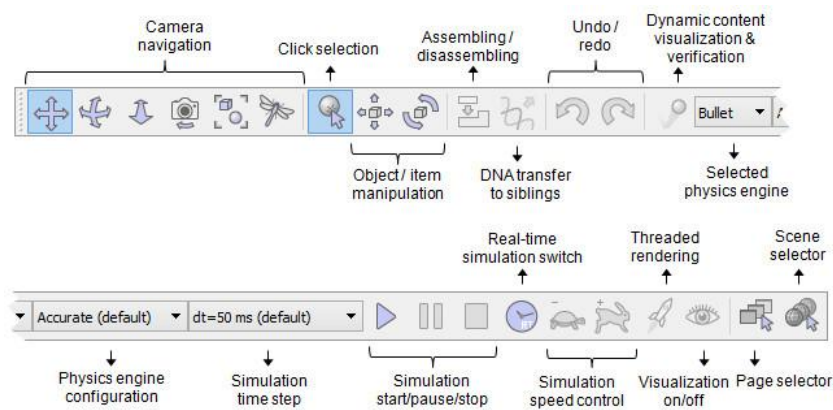 Camera
navigation
Click selection
Assembling /
disassembling
Undo /
redo
Dynamic content
visualization &
verification
Bullet
Object / item
manipulation
DNA transfer
to siblings
Selected
physics engine
Real-time
simulation switch
Threaded
rendering
Scene
selector
Accurate (default)
dt=50 ms (default)
RT
Physics engine
configuration
Simulation
time step
Simulation
start/pause/stop
Simulation
speed control
Visualization
on/off
Page selector